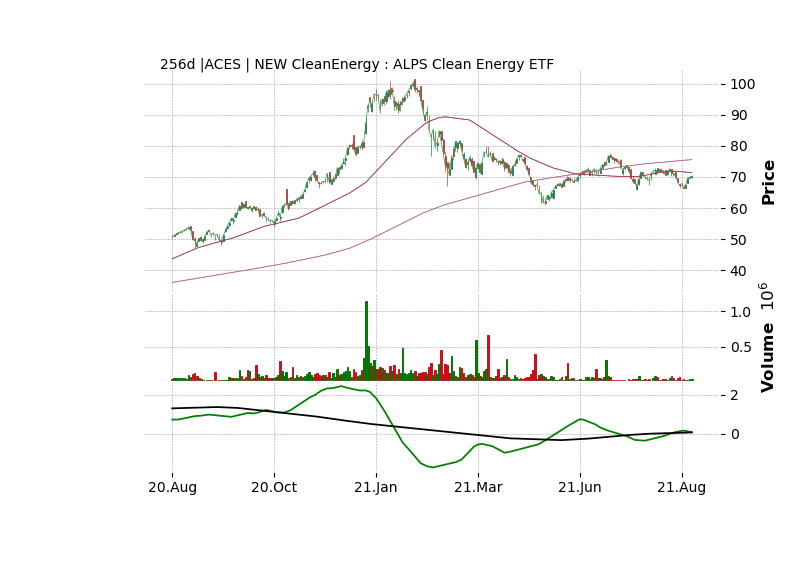 256d |ACES | NEW CleanEnergy : ALPS Clean Energy ETF
100
90
80
70
60
50
40
Price
1.0
0.5
Volume 10^6
2
0
20.Aug 20.Oct 21.Jan 21.Mar 21.Jun 21.Aug